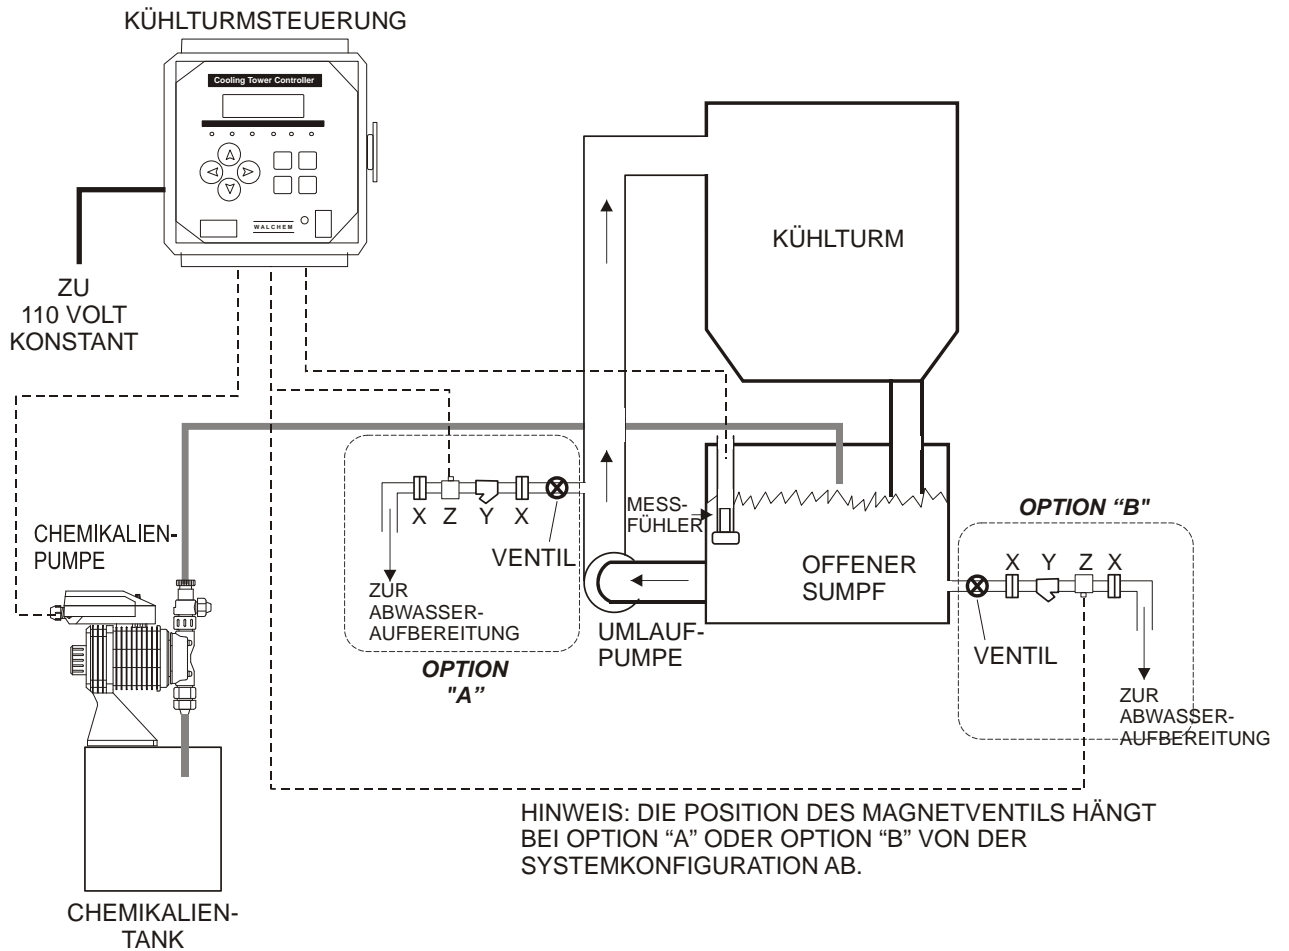 KÜHLTURMSTEUERUNG
Cooling Tower Controller
WALCHEM
ZU
110 VOLT
KONSTANT
KÜHLTURM
MESS-
FÜHLER
OFFENER
SUMPF
X Z Y X
VENTIL
ZUR
ABWASSER-
AUFBEREITUNG
OPTION
"A”
UMLAUF-
PUMPE
OPTION “B"
X Y Z X
VENTIL
ZUR
ABWASSER-
AUFBEREITUNG
CHEMIKALIEN-
PUMPE
CHEMIKALIEN-
TANK
HINWEIS: DIE POSITION DES MAGNETVENTILS HÄNGT
BEI OPTION “A” ODER OPTION “B” VON DER
SYSTEMKONFIGURATION AB.